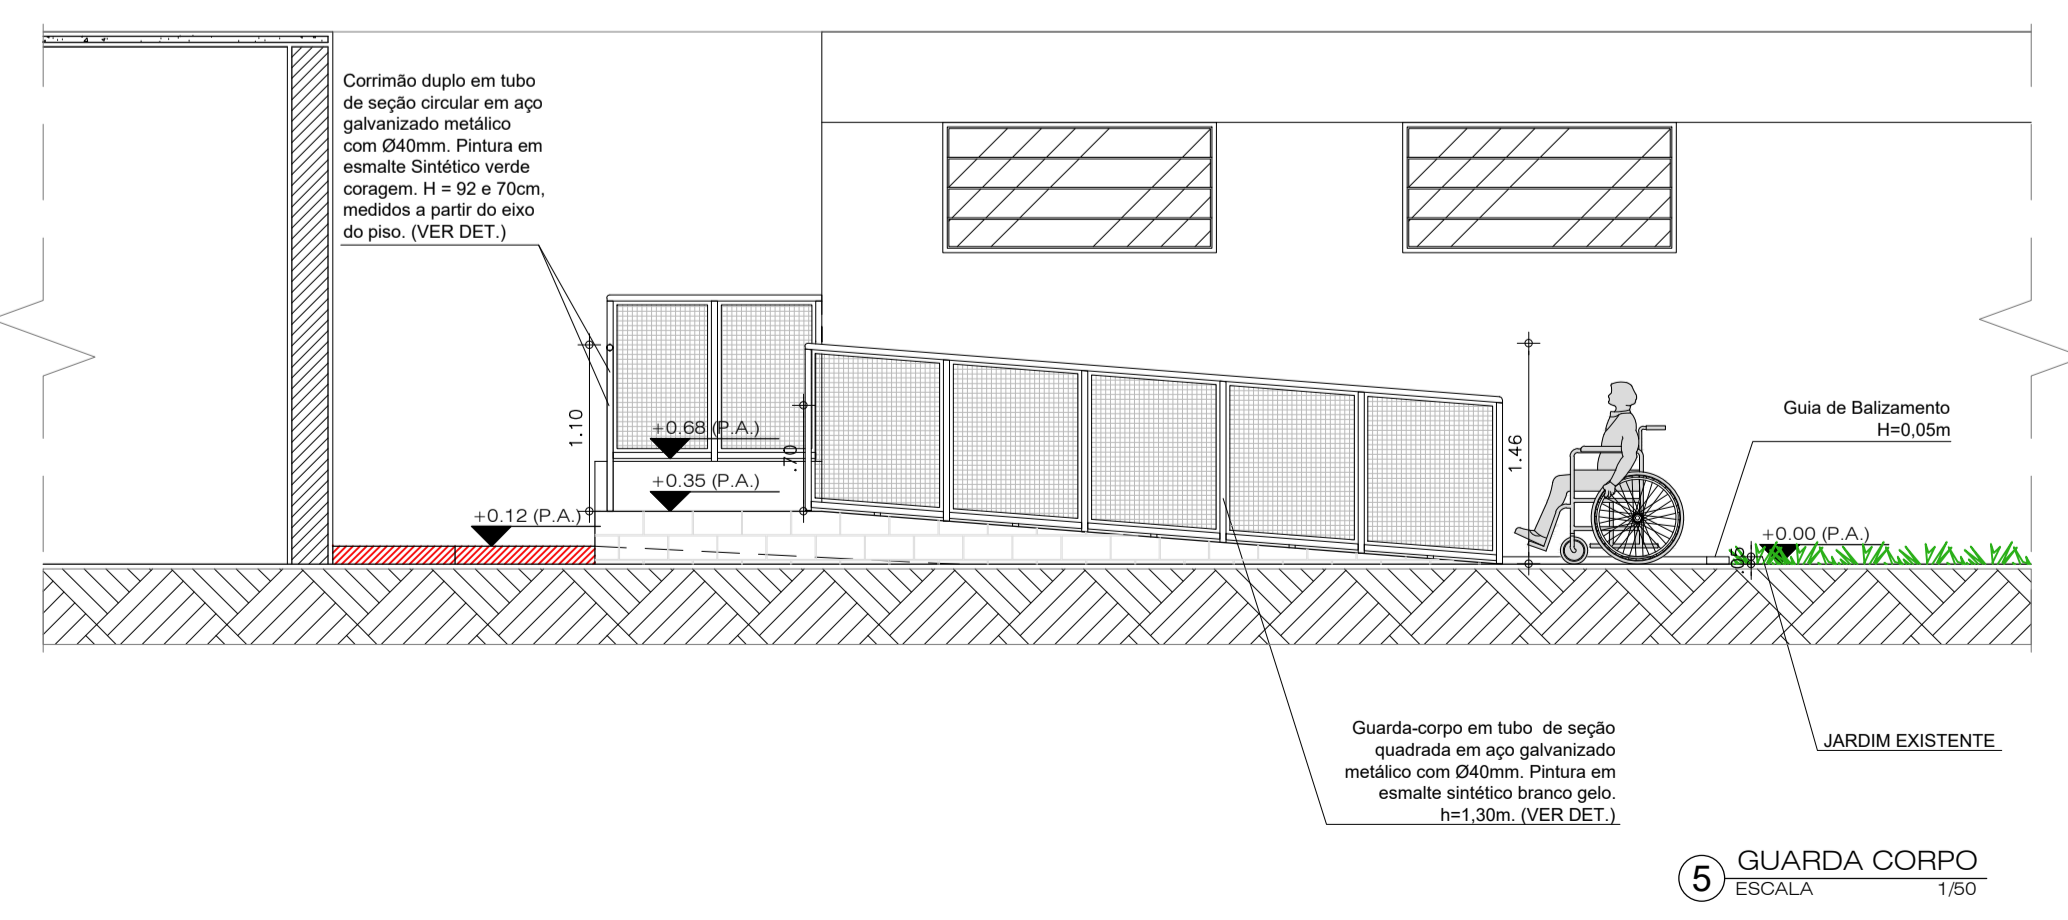 Corrimão duplo em tubo
de seção circular em aço
galvanizado metálico
com Ø40mm. Pintura em
esmalte Sintético verde
coragem. H = 92 e 70cm,
medidos a partir do eixo
do piso. (VER DET.)
1.10
+0.68 (P.A.)
.70
+0.35 (P.A.)
+0.12 (P.A.)
1.46
Guia de Balizamento
H=0,05m
+0.00 (P.A.)
.05
JARDIM EXISTENTE
Guarda-corpo em tubo de seção
quadrada em aço galvanizado
metálico com Ø40mm. Pintura em
esmalte sintético branco gelo.
h=1,30m. (VER DET.)
5 GUARDA CORPO
ESCALA 1/50